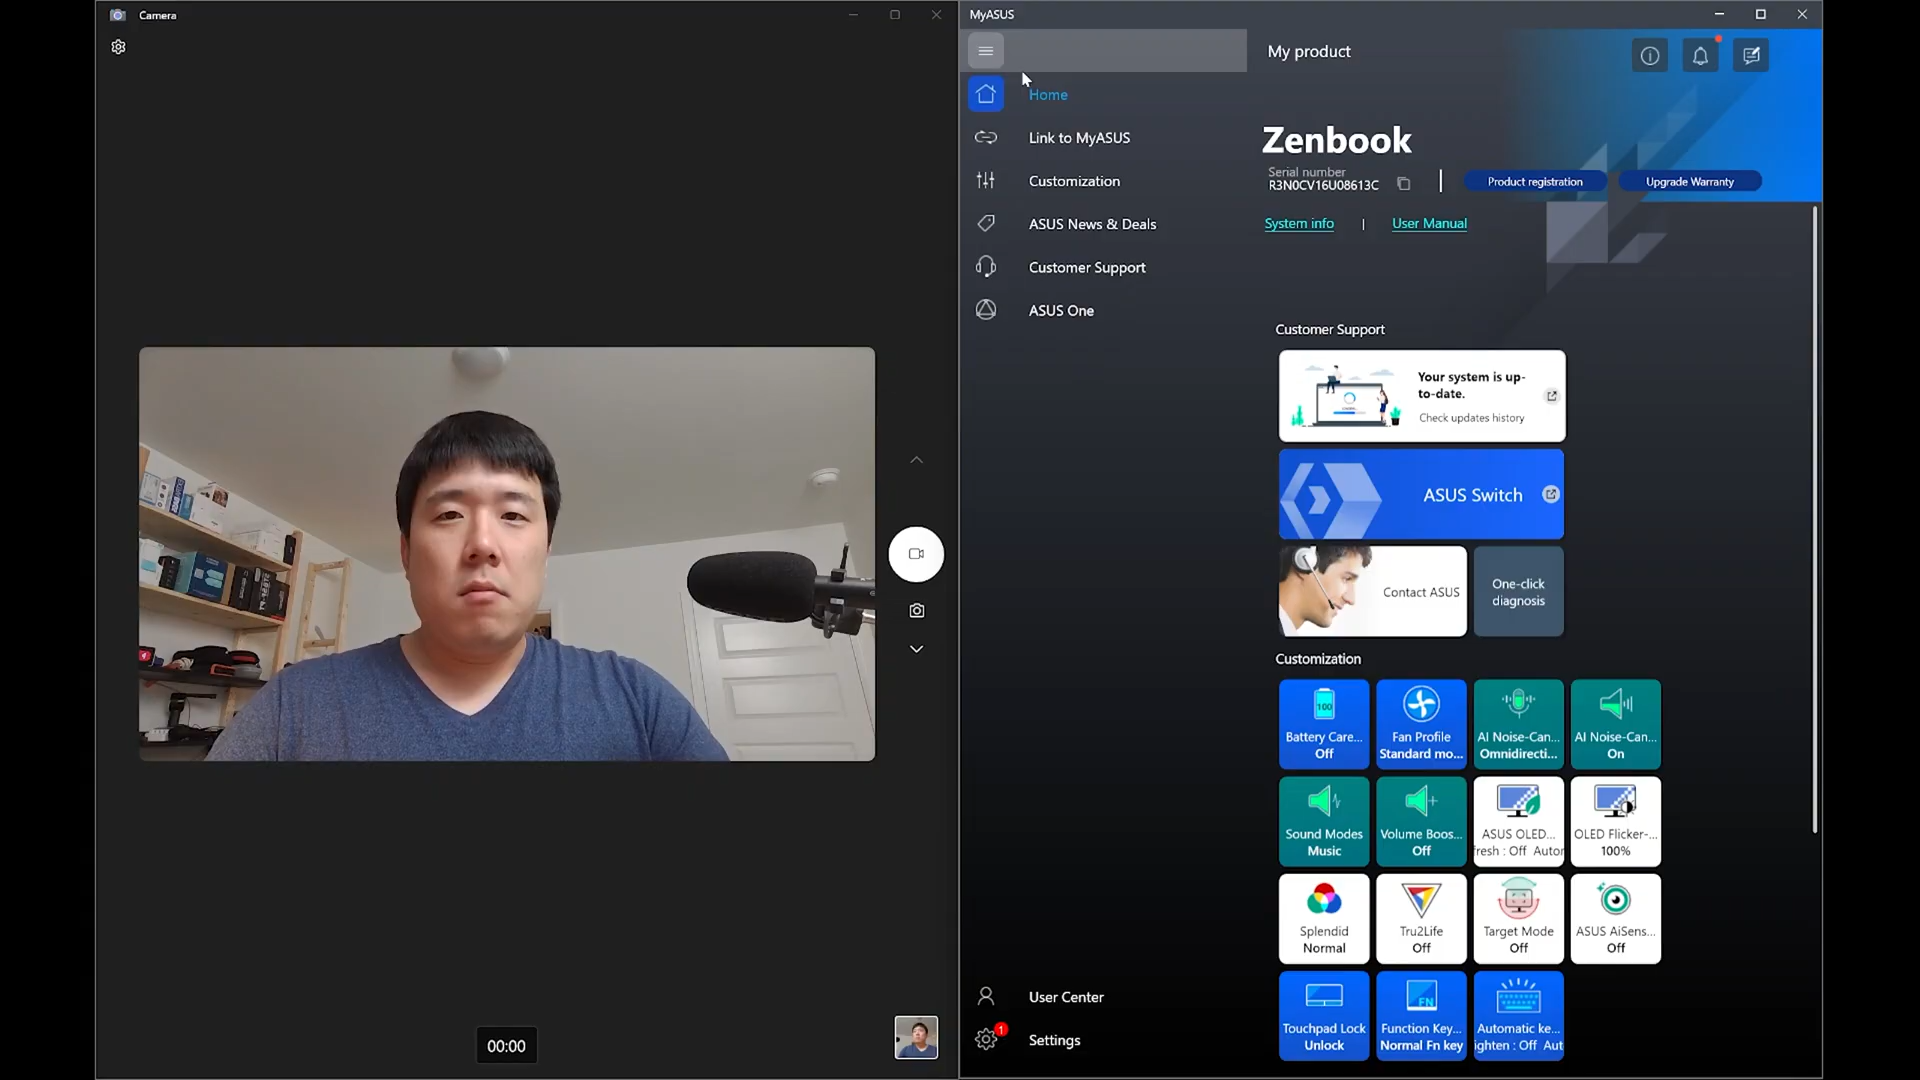 Camera
MyASUS
My product
Home
Link to MyASUS
Customization
ASUS News & Deals
Customer Support
ASUS One
User Center
1
Settings
Zenbook
Serial number
R3N0CV16U08613C
Product registration
Upgrade Warranty
System info | User Manual
Customer Support
Your system is up-
to-date.
Check updates history
ASUS Switch
Contact ASUS
One-click
diagnosis
Customization
100
Battery Care...
Off
Fan Profile
Standard mo...
AI Noise-Can...
Omnidirecti...
AI Noise-Can...
On
Sound Modes
Music
Volume Boos...
Off
ASUS OLED...
fresh : Off Autor
OLED Flicker-...
100%
Splendid
Normal
Tru2Life
Off
Target Mode
Off
ASUS AiSens...
Off
Touchpad Lock
Unlock
FN
Function Key...
Normal Fn key
Automatic ke...
ighten : Off Aut
00:00